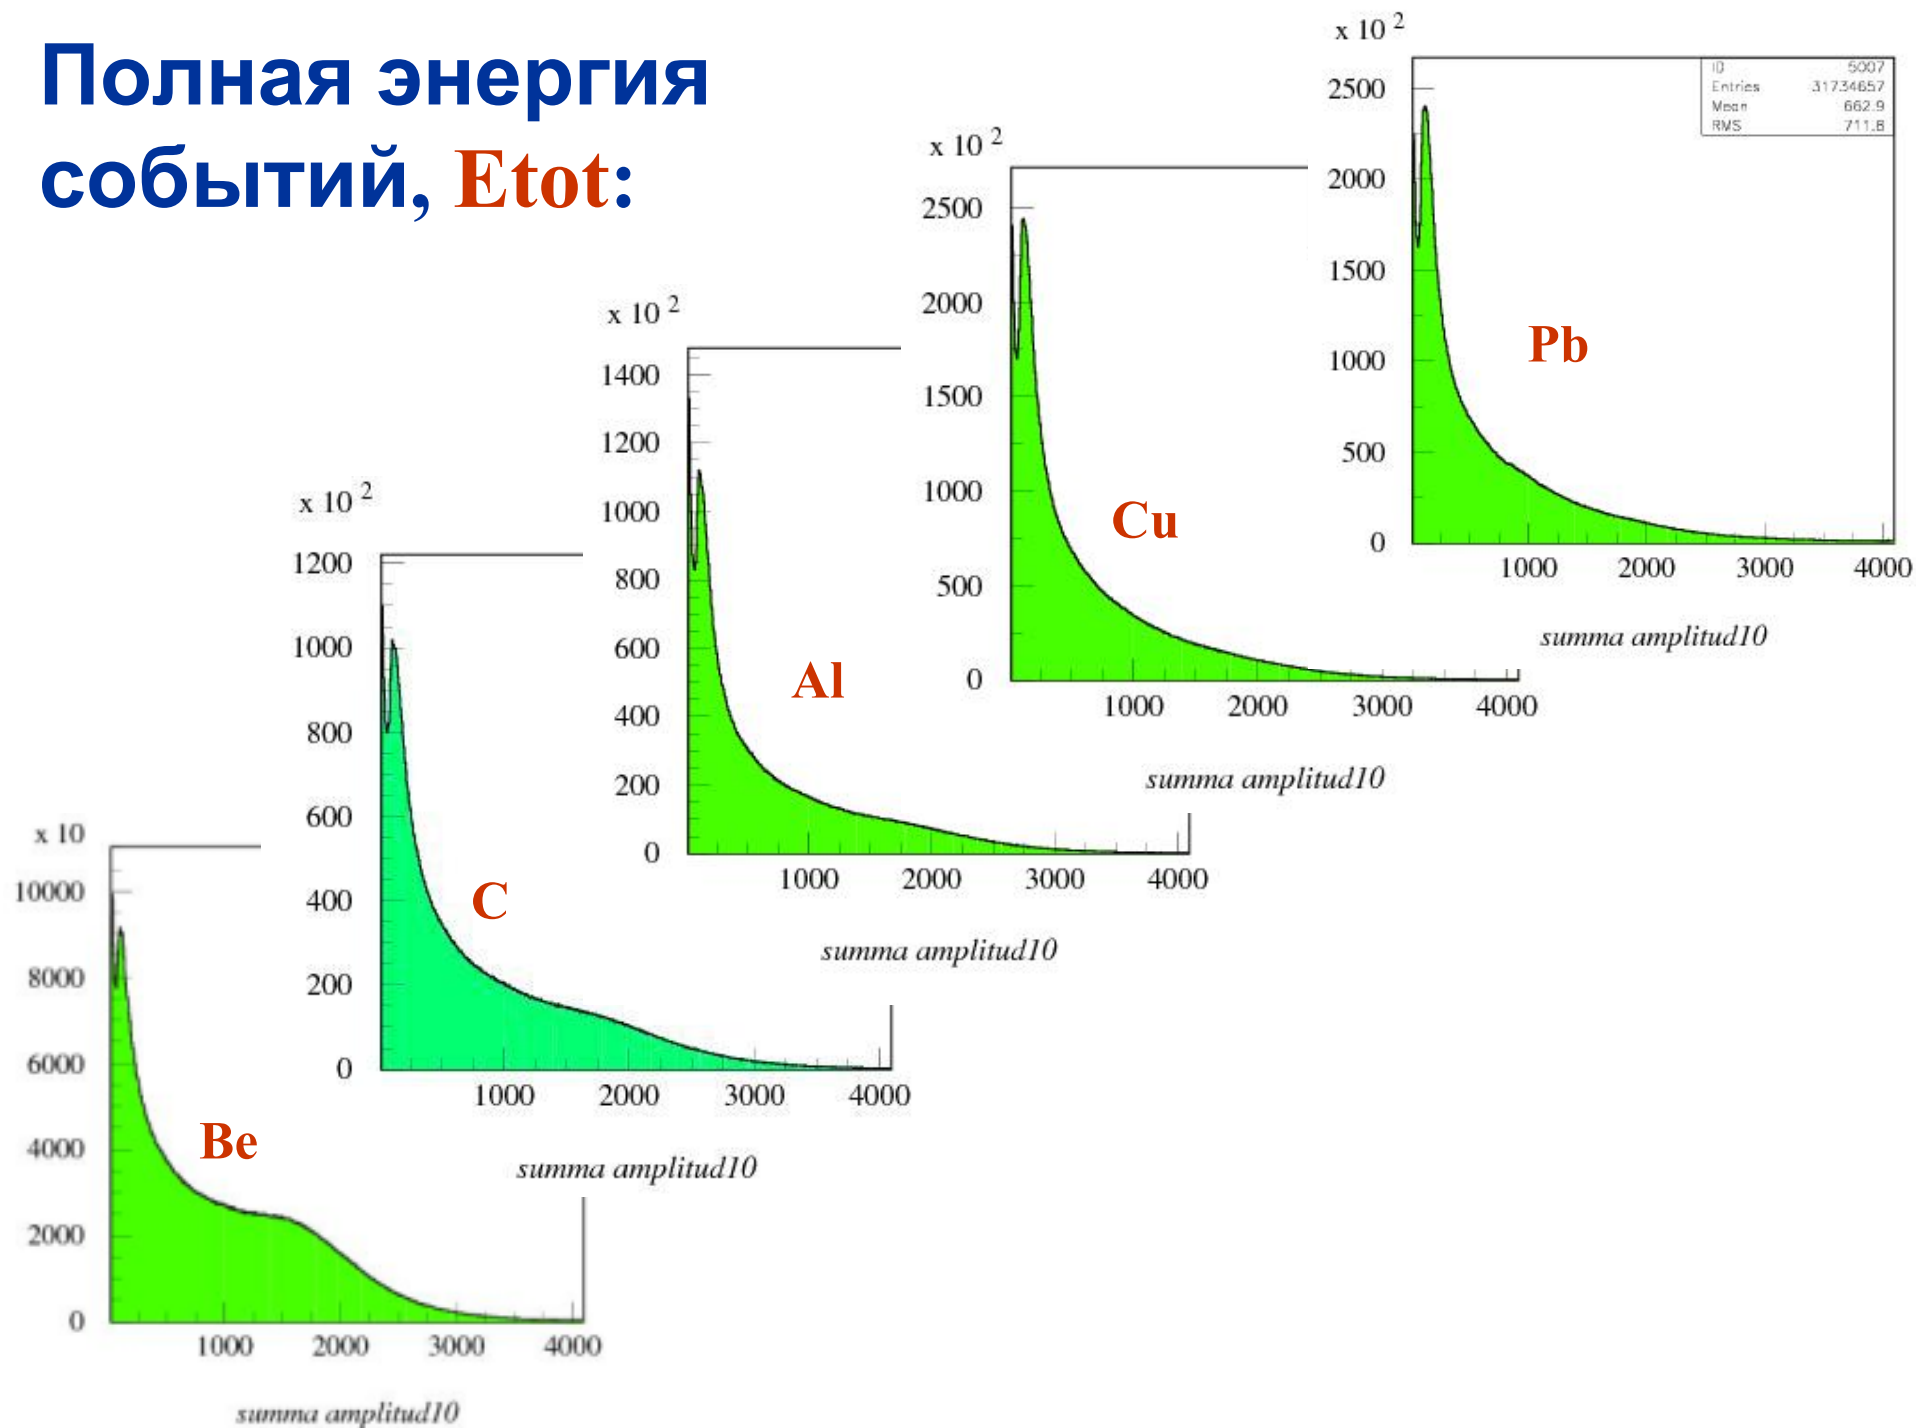 Полная энергия
событий, Etot:
x 10 2
2500
2000
1500
1000
500
0
1000 2000 3000 4000
summa amplitud10
Pb
ID 5007
Entries 31734657
Mean 662.9
RMS 711.8
x 10 2
2500
2000
1500
1000
500
0
1000 2000 3000 4000
summa amplitud10
Cu
x 10 2
1400
1200
1000
800
600
400
200
0
1000 2000 3000 4000
summa amplitud10
Al
x 10 2
1200
1000
800
600
400
200
0
1000 2000 3000 4000
summa amplitud10
C
x 10
10000
8000
6000
4000
2000
0
1000 2000 3000 4000
summa amplitud10
Be